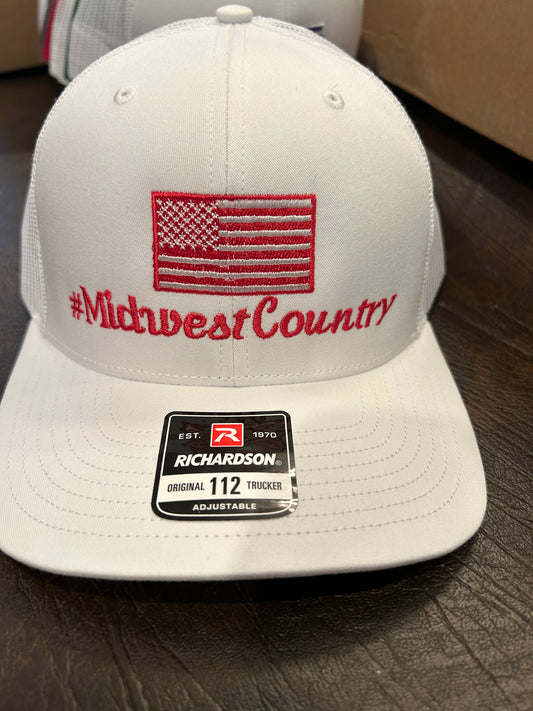 #MidwestCountry
EST. R 1970
RICHARDSON®
ORIGINAL 112 TRUCKER
ADJUSTABLE